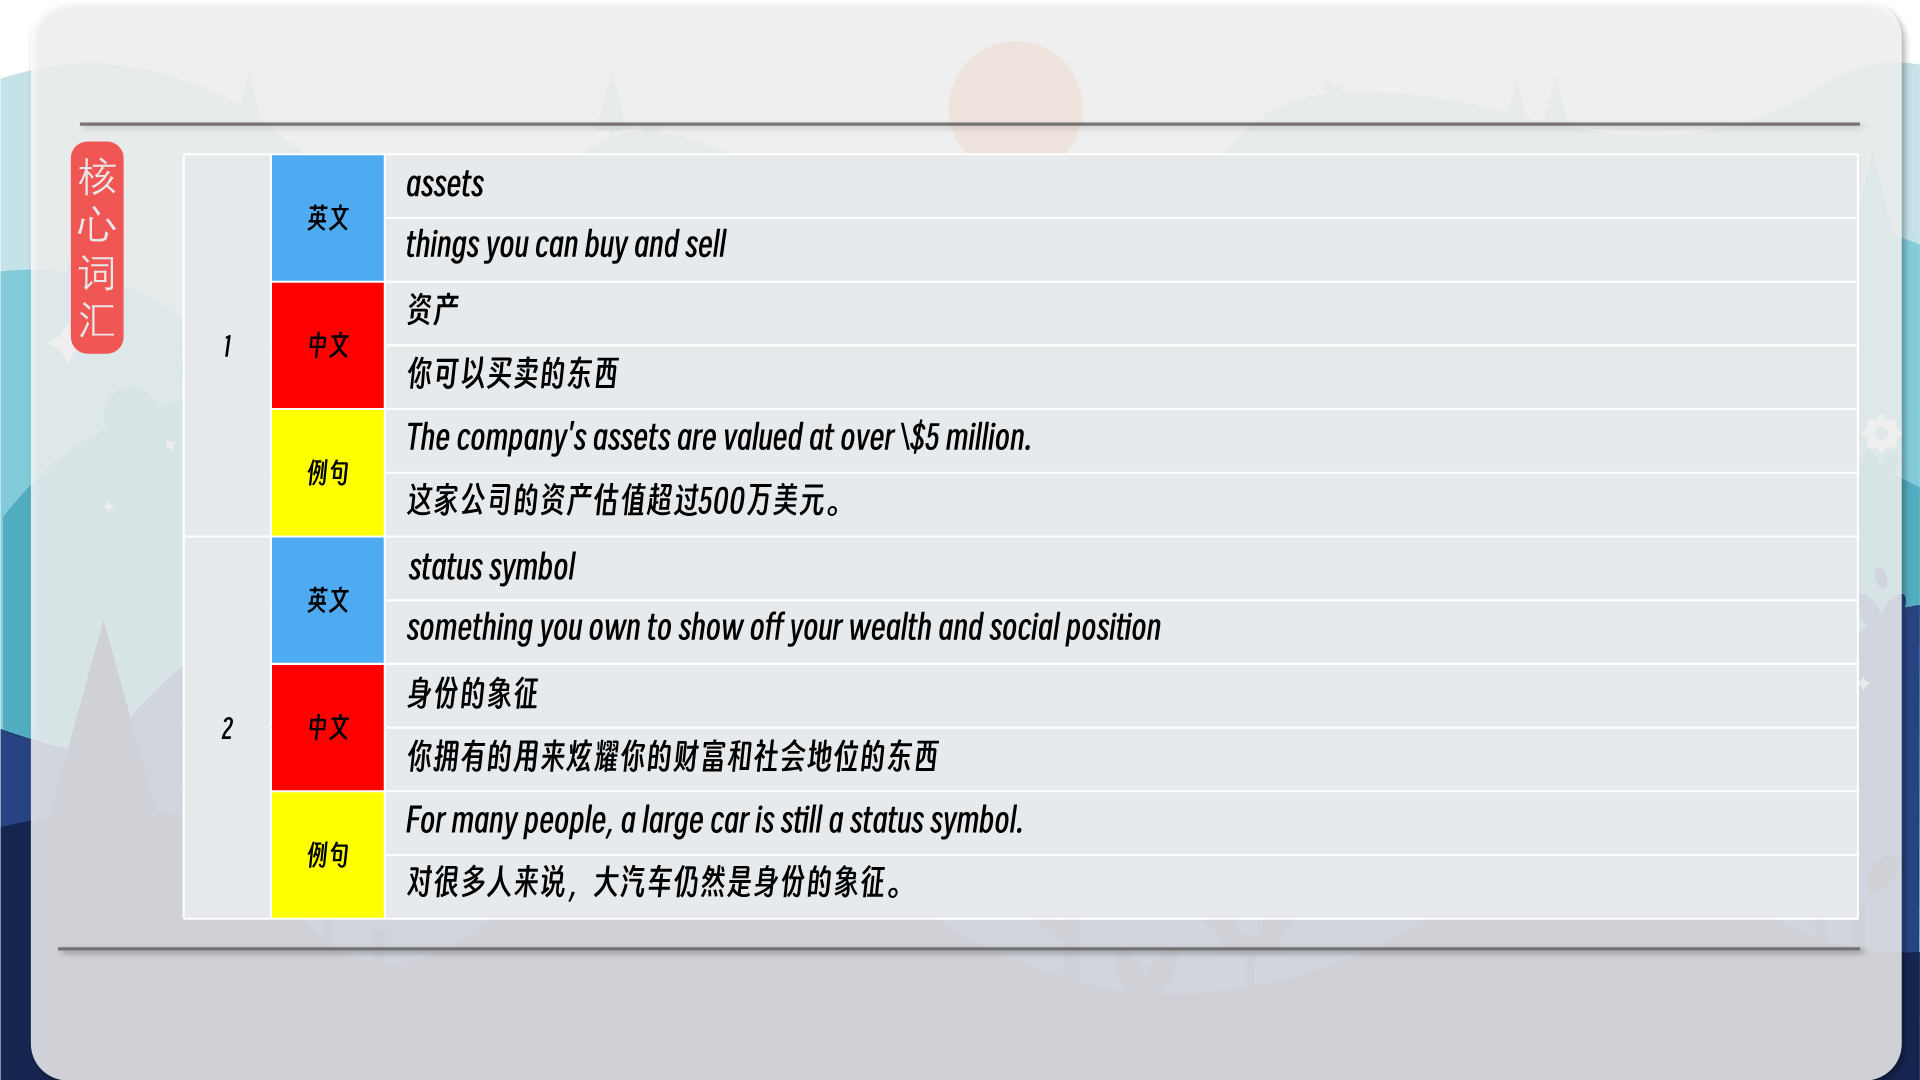 核心词汇
1
英文
assets
things you can buy and sell
中文
资产
你可以买卖的东西
例句
The company's assets are valued at over \$5 million.
这家公司的资产估值超过500万美元。
2
英文
status symbol
something you own to show off your wealth and social position
中文
身份的象征
你拥有的用来炫耀你的财富和社会地位的东西
例句
For many people, a large car is still a status symbol.
对很多人来说，大汽车仍然是身份的象征。